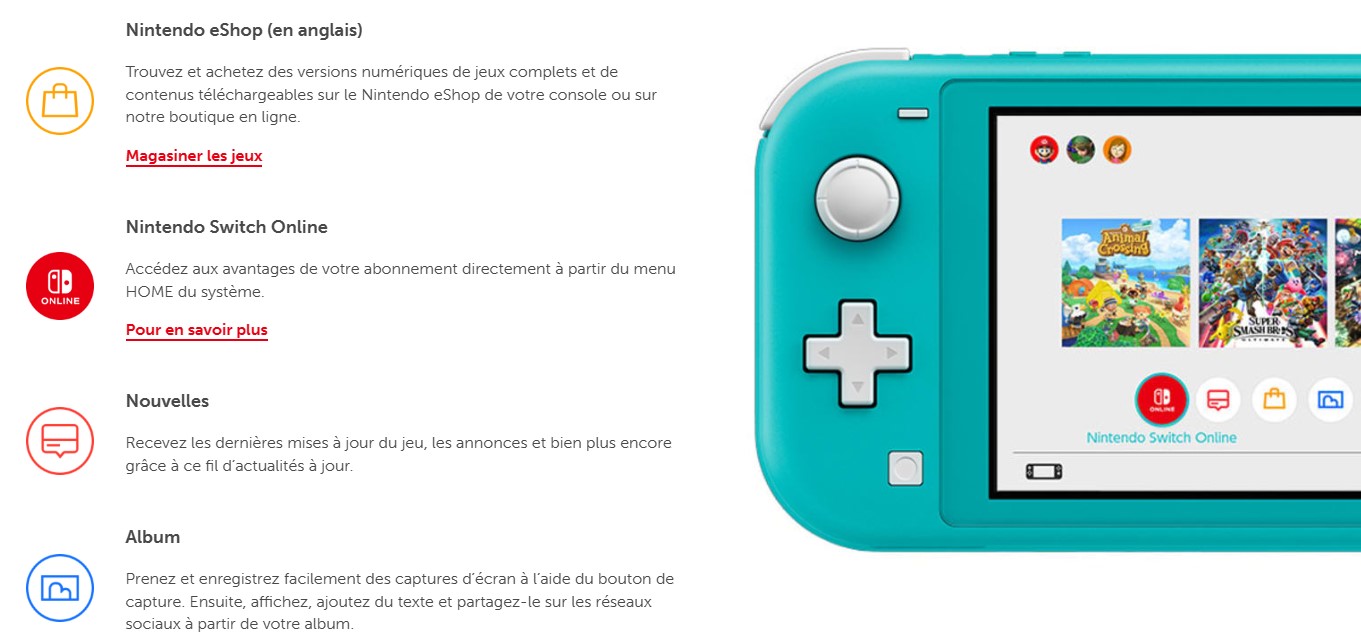 Nintendo eShop (en anglais)
Trouvez et achetez des versions numériques de jeux complets et de
contenus téléchargeables sur le Nintendo eShop de votre console ou sur
notre boutique en ligne.
Magasiner les jeux
Nintendo Switch Online
Accédez aux avantages de votre abonnement directement à partir du menu
HOME du système.
ONLINE
Pour en savoir plus
Nouvelles
Recevez les dernières mises à jour du jeu, les annonces et bien plus encore
grâce à ce fil d’actualités à jour.
Album
Prenez et enregistrez facilement des captures d’écran à l’aide du bouton de
capture. Ensuite, affichez, ajoutez du texte et partagez-le sur les réseaux
sociaux à partir de votre album.
Animal
Crossing
SUPER
SMASH BROS
ULTIMATE
ONLINE
Nintendo Switch Online